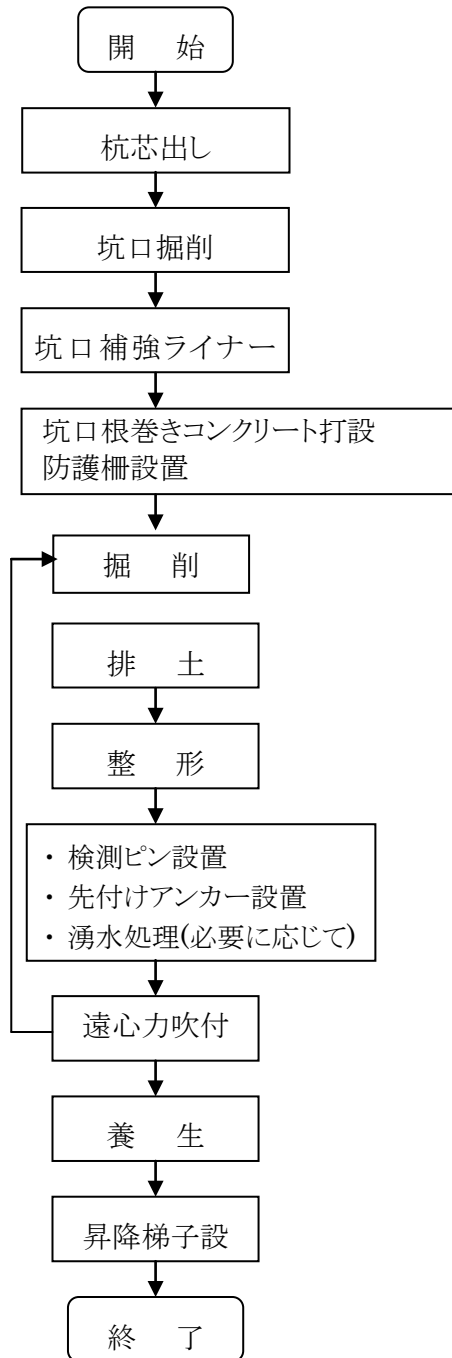 開　始
杭芯出し
坑口掘削
坑口補強ライナー
坑口根巻きコンクリート打設
防護柵設置
掘　削
排　土
整　形
・ 検測ピン設置
・ 先付けアンカー設置
・ 湧水処理(必要に応じて)
遠心力吹付
養　生
昇降梯子設
終　了